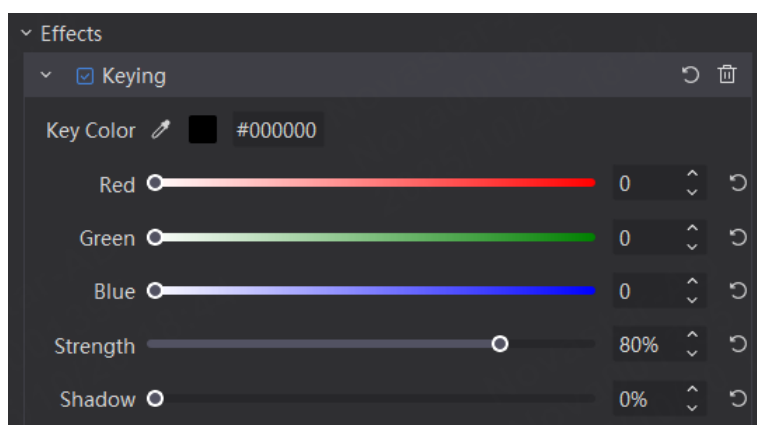 Effects
Keying
Key Color #000000
Red 0
Green 0
Blue 0
Strength 80%
Shadow 0%